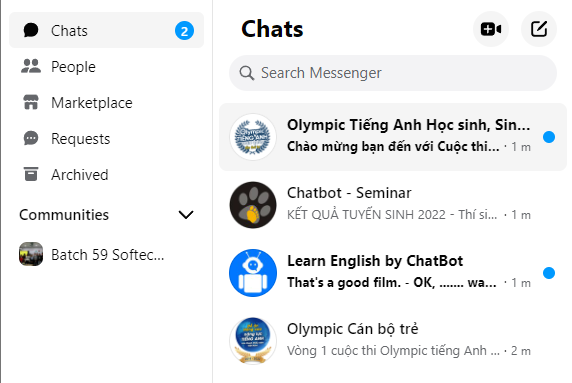 Chats
2
People
Marketplace
Requests
Archived
Communities
Batch 59 Softec...
Chats
Search Messenger
Olympic Tiếng Anh Học sinh, Sin...
Chào mừng bạn đến với Cuộc thi... · 1 m
Chatbot - Seminar
KẾT QUẢ TUYỂN SINH 2022 - Thí si... · 1 m
Learn English by ChatBot
That's a good film. - OK, ....... wa... · 1 m
Olympic Cán bộ trẻ
Vòng 1 cuộc thi Olympic tiếng Anh ... · 2 m